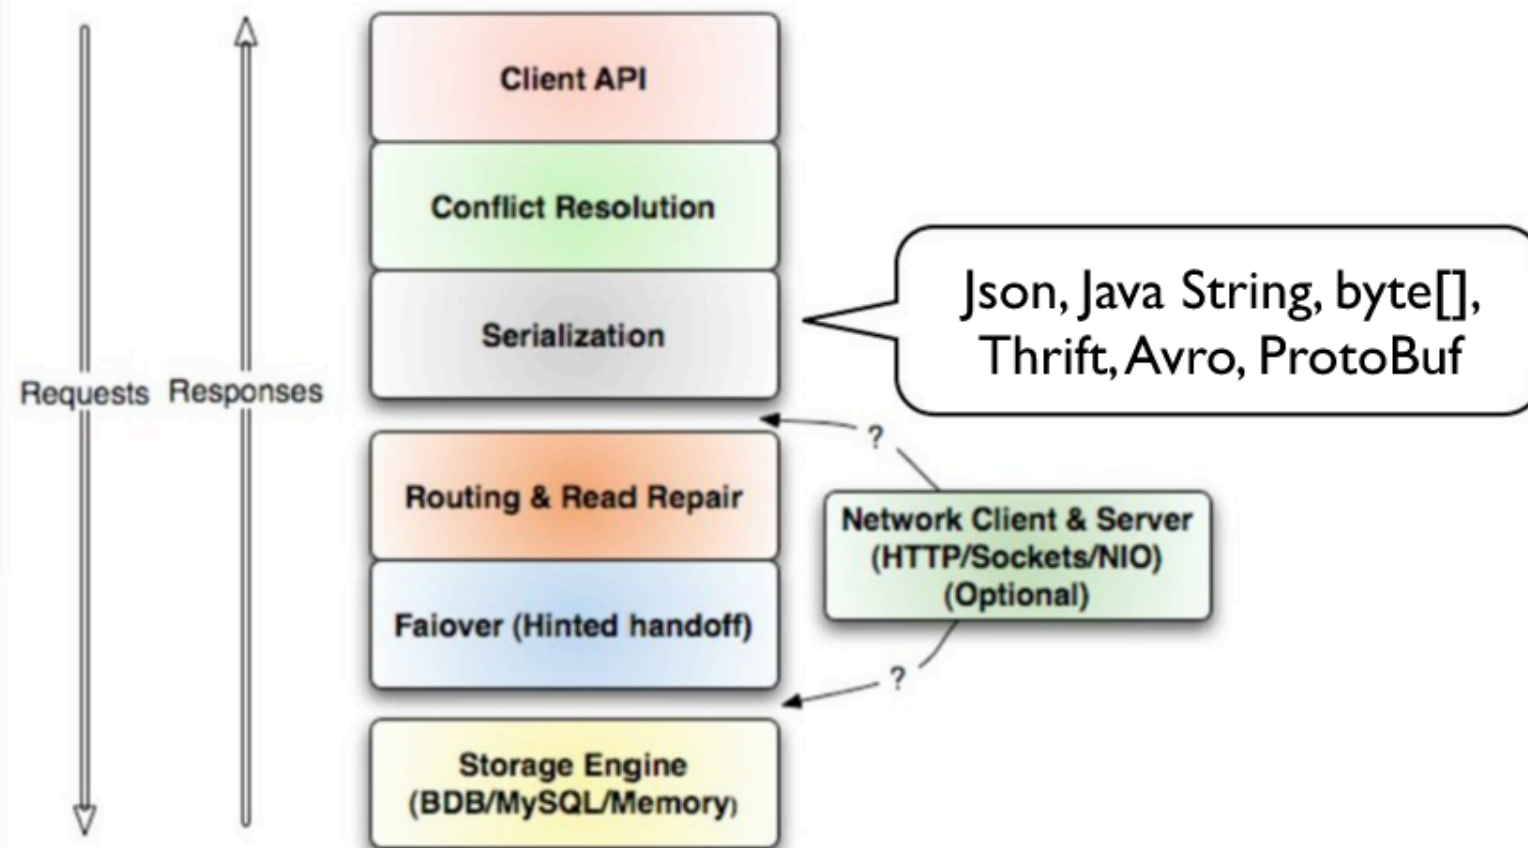 Client API
Conflict Resolution
Json, Java String, byte[],
Thrift, Avro, ProtoBuf
Serialization
Requests
Responses
?
Routing & Read Repair
Network Client & Server
(HTTP/Sockets/NIO)
(Optional)
Faiover (Hinted handoff)
?
Storage Engine
(BDB/MySQL/Memory)